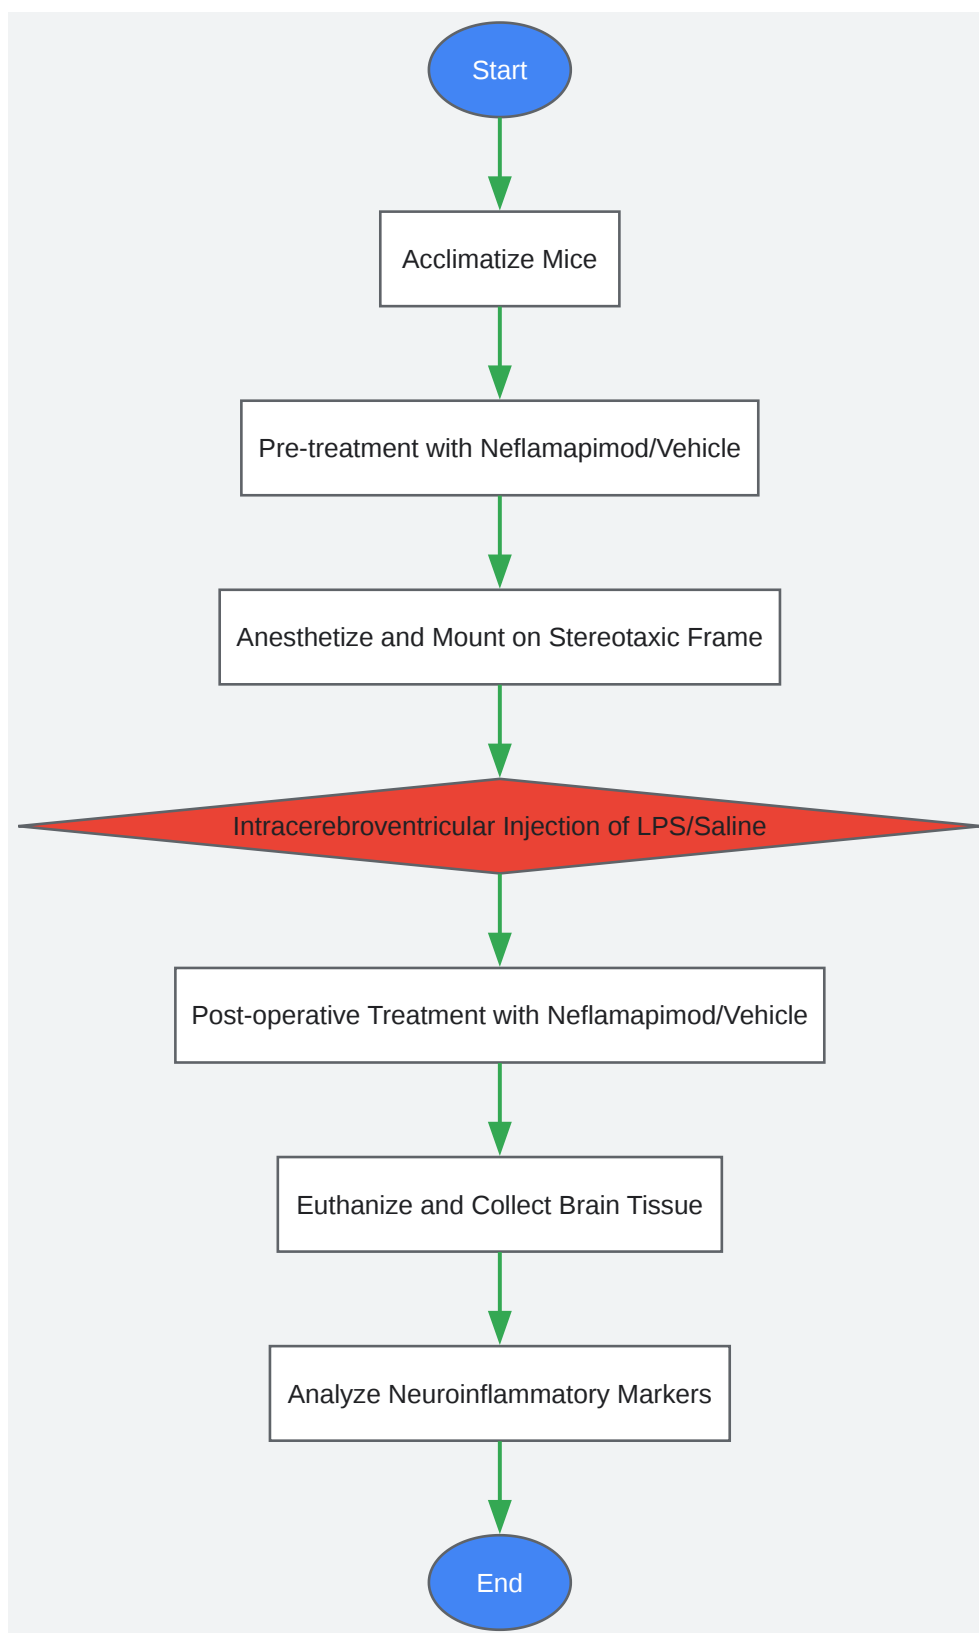 Start
Acclimatize Mice
Pre-treatment with Neflamapimod/Vehicle
Anesthetize and Mount on Stereotaxic Frame
Intracerebroventricular Injection of LPS/Saline
Post-operative Treatment with Neflamapimod/Vehicle
Euthanize and Collect Brain Tissue
Analyze Neuroinflammatory Markers
End